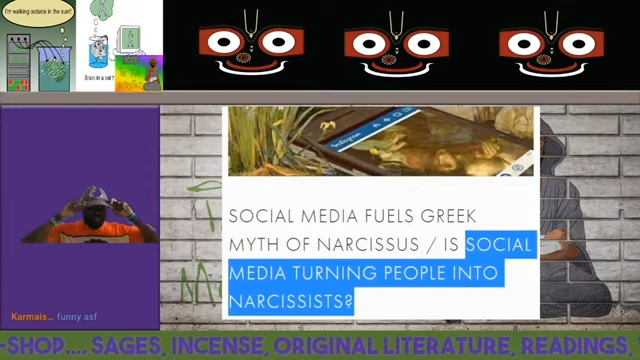 I'm walking outside in the sun!!
Brain in a vat?
Instagram
SOCIAL MEDIA FUELS GREEK
MYTH OF NARCISSUS / IS SOCIAL
MEDIA TURNING PEOPLE INTO
NARCISSISTS?
Karmais... funny asf
-SHOP.... SAGES, INCENSE, ORIGINAL LITERATURE, READINGS